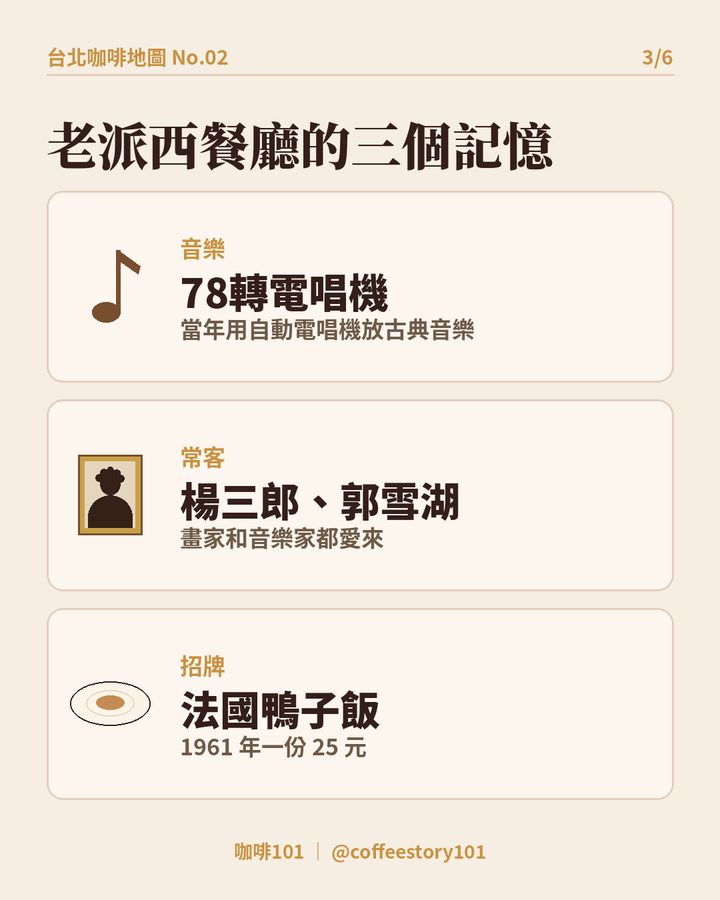 台北咖啡地圖 No.02
3/6
老派西餐廳的三個記憶
音樂
78轉電唱機
當年用自動電唱機放古典音樂
常客
楊三郎、郭雪湖
畫家和音樂家都愛來
招牌
法國鴨子飯
1961 年一份 25 元
咖啡101｜@coffeestory101